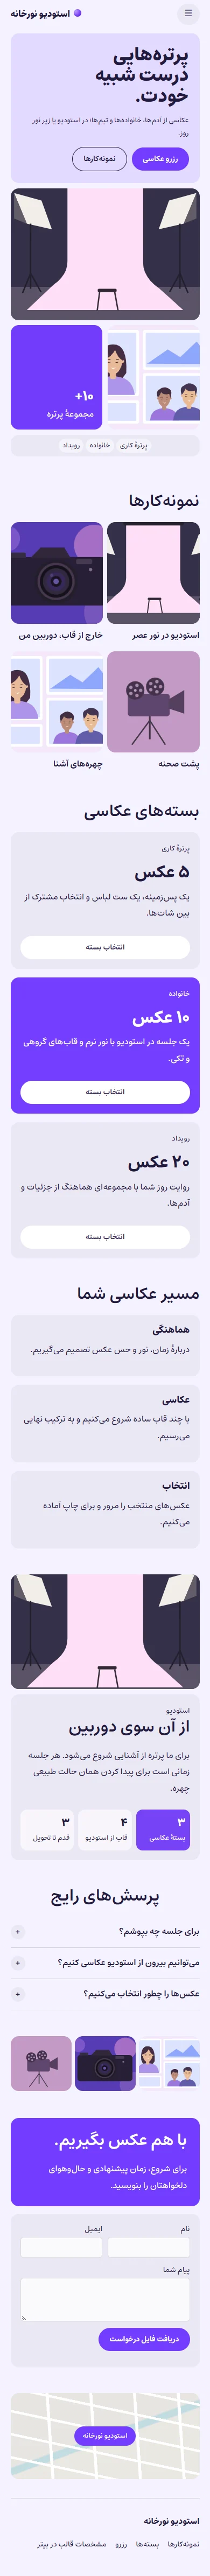 استودیو نورخانه
پرتره‌هایی
درست شبیه
خودت.
عکاسی از آدم‌ها، خانواده‌ها و تیم‌ها؛ در استودیو یا زیر نور
روز.
رزرو عکاسی
نمونه‌کارها
+۱۰
مجموعهٔ پرتره
پرترهٔ کاری
خانواده
رویداد
نمونه‌کارها
استودیو در نور عصر
خارج از قاب، دوربین من
پشت صحنه
چهره‌های آشنا
بسته‌های عکاسی
پرترهٔ کاری
۵ عکس
یک پس‌زمینه، یک ست لباس و انتخاب مشترک از
بین شات‌ها.
انتخاب بسته
خانواده
۱۰ عکس
یک جلسه در استودیو با نور نرم و قاب‌های گروهی
و تکی.
انتخاب بسته
رویداد
۲۰ عکس
روایت روز شما با مجموعه‌ای هماهنگ از جزئیات و
آدم‌ها.
انتخاب بسته
مسیر عکاسی شما
هماهنگی
دربارهٔ زمان، نور و حس عکس تصمیم می‌گیریم.
عکاسی
با چند قاب ساده شروع می‌کنیم و به ترکیب نهایی
می‌رسیم.
انتخاب
عکس‌های منتخب را مرور و برای چاپ آماده
می‌کنیم.
استودیو
از آن سوی دوربین
برای ما پرتره از آشنایی شروع می‌شود. هر جلسه
زمانی است برای پیدا کردن همان حالت طبیعی
چهره.
۳
بستهٔ عکاسی
۴
قاب از استودیو
۳
قدم تا تحویل
پرسش‌های رایج
برای جلسه چه بپوشم؟
+
می‌توانیم بیرون از استودیو عکاسی کنیم؟
+
عکس‌ها را چطور انتخاب می‌کنیم؟
+
با هم عکس بگیریم.
برای شروع، زمان پیشنهادی و حال‌وهوای
دلخواهتان را بنویسید.
نام
ایمیل
پیام شما
دریافت فایل درخواست
استودیو نورخانه
استودیو نورخانه
نمونه‌کارها
بسته‌ها
رزرو
مشخصات قالب در بیتر